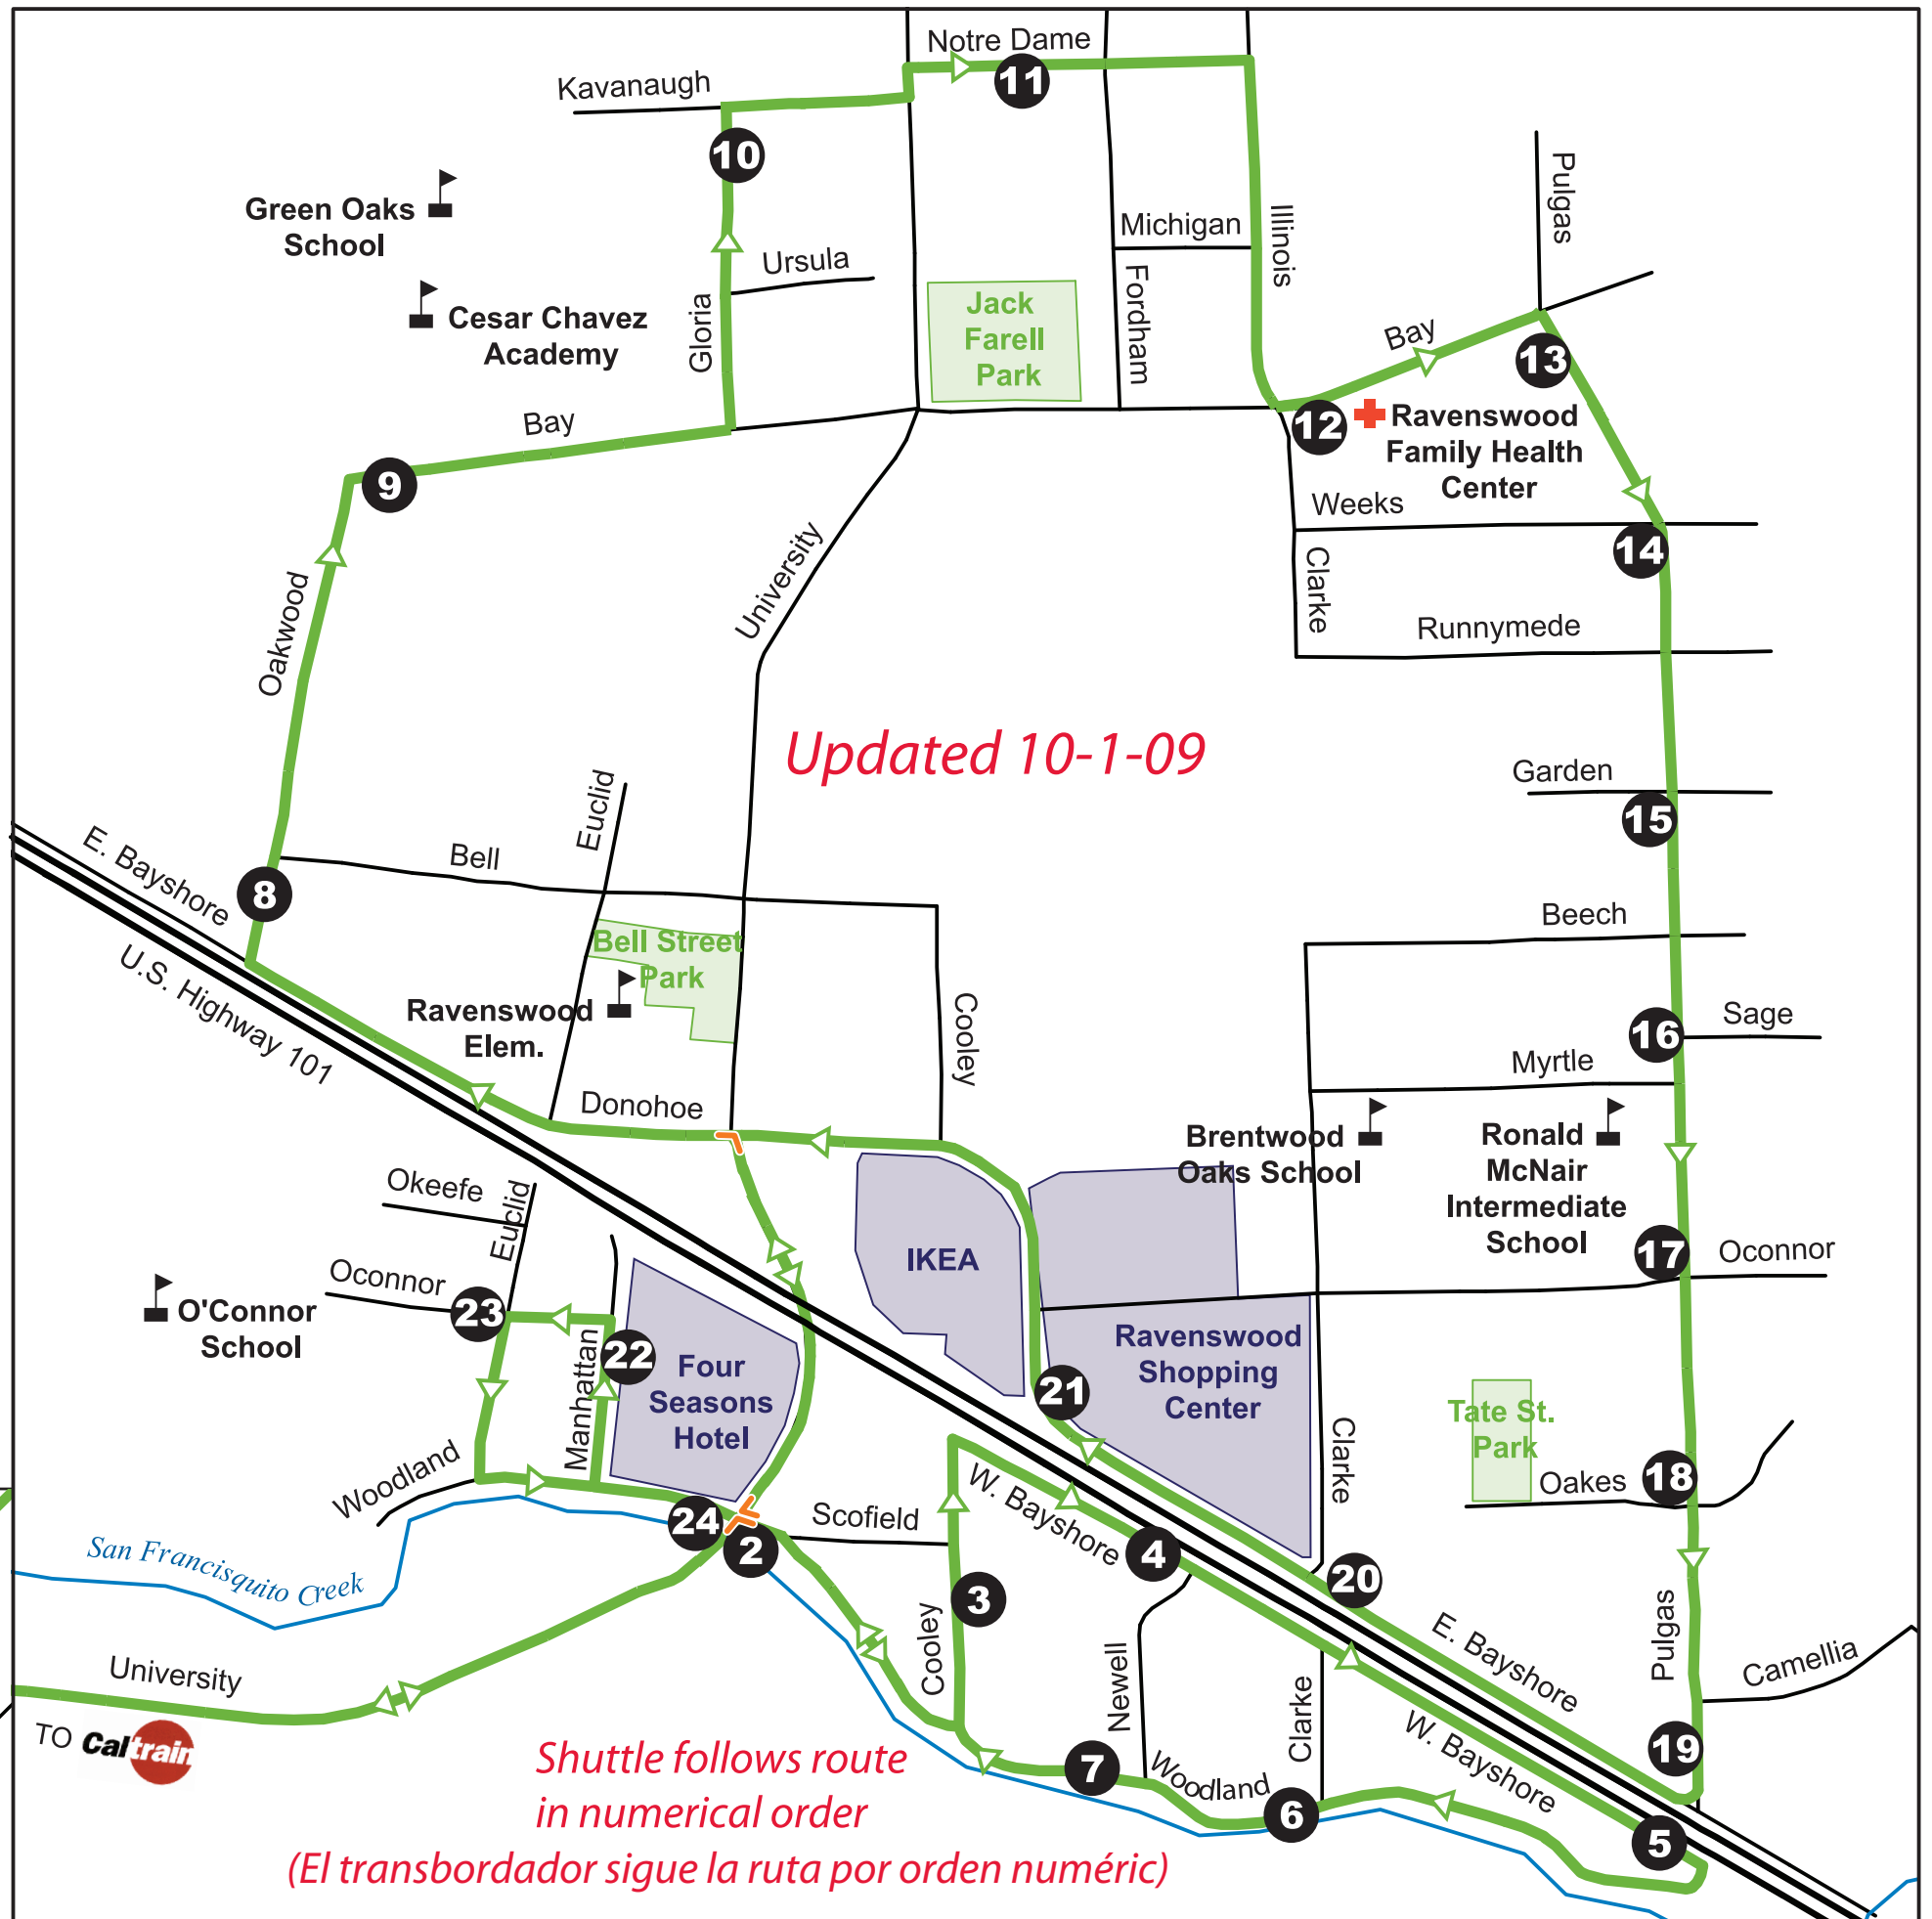 Notre Dame
11
Kavanaugh
10
Pulgas
Green Oaks
School
Michigan
Illinois
Ursula
Fordham
Jack
Farell
Park
Cesar Chavez
Academy
Gloria
Bay
13
Bay
12
Ravenswood
Family Health
Center
9
Weeks
14
University
Clarke
Oakwood
Runnymede
Updated 10-1-09
Garden
15
Euclid
E. Bayshore
Bell
8
Beech
Bell Street
Park
U.S. Highway 101
Ravenswood
Elem.
Cooley
Sage
16
Myrtle
Donohoe
Brentwood
Oaks School
Ronald
McNair
Intermediate
School
Okeefe
Euclid
IKEA
17
Oconnor
Oconnor
23
O'Connor
School
Manhattan
22
Four
Seasons
Hotel
Ravenswood
Shopping
Center
21
Clarke
Tate St.
Park
Woodland
W. Bayshore
Oakes
18
24
Scofield
2
4
San Francisquito Creek
20
3
Cooley
E. Bayshore
Newell
Pulgas
Camellia
University
Clarke
W. Bayshore
TO Caltrain
19
Shuttle follows route
in numerical order
7
Woodland
6
5
(El transbordador sigue la ruta por orden numéric)